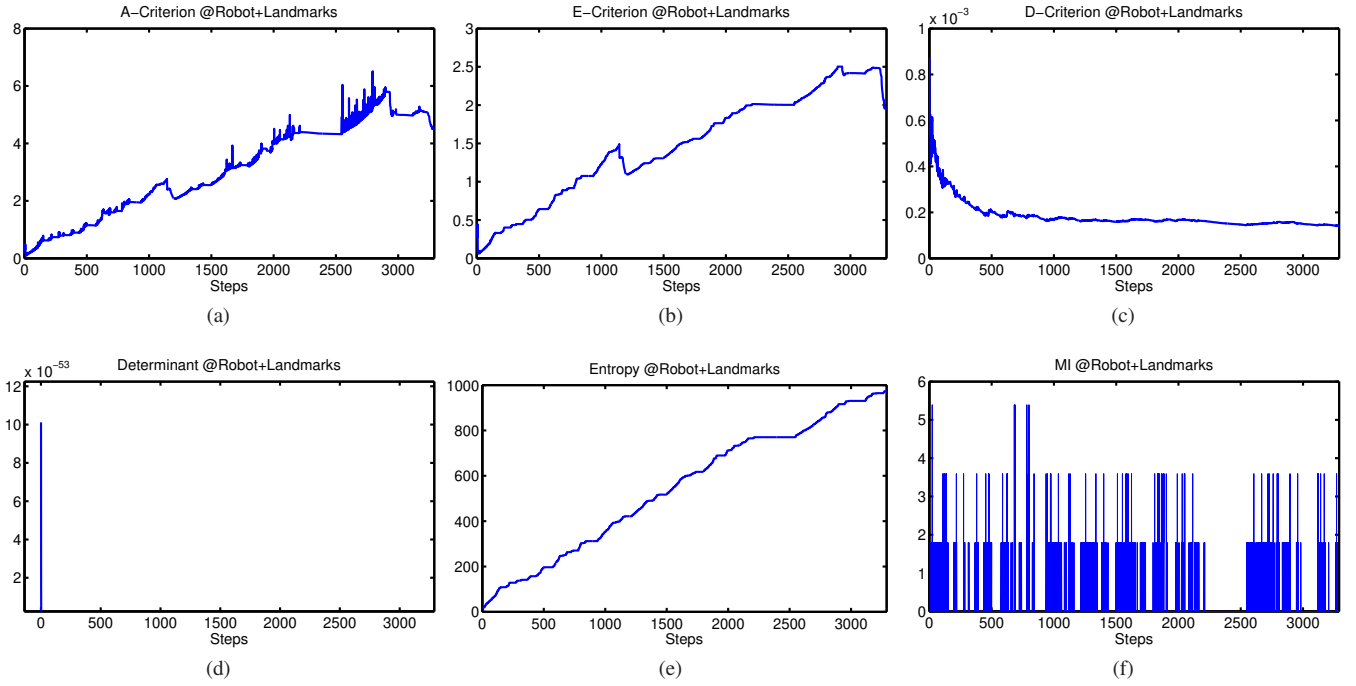 A−Criterion @Robot+Landmarks
8
6
4
2
0
0 500 1000 1500 2000 2500 3000
Steps
(a)
E−Criterion @Robot+Landmarks
3
2.5
2
1.5
1
0.5
0
0 500 1000 1500 2000 2500 3000
Steps
(b)
D−Criterion @Robot+Landmarks
x 10−3
1
0.8
0.6
0.4
0.2
0
0 500 1000 1500 2000 2500 3000
Steps
(c)
Determinant @Robot+Landmarks
x 10−53
12
10
8
6
4
2
0 500 1000 1500 2000 2500 3000
Steps
(d)
Entropy @Robot+Landmarks
1000
800
600
400
200
0
0 500 1000 1500 2000 2500 3000
Steps
(e)
MI @Robot+Landmarks
6
5
4
3
2
1
0
0 500 1000 1500 2000 2500 3000
Steps
(f)